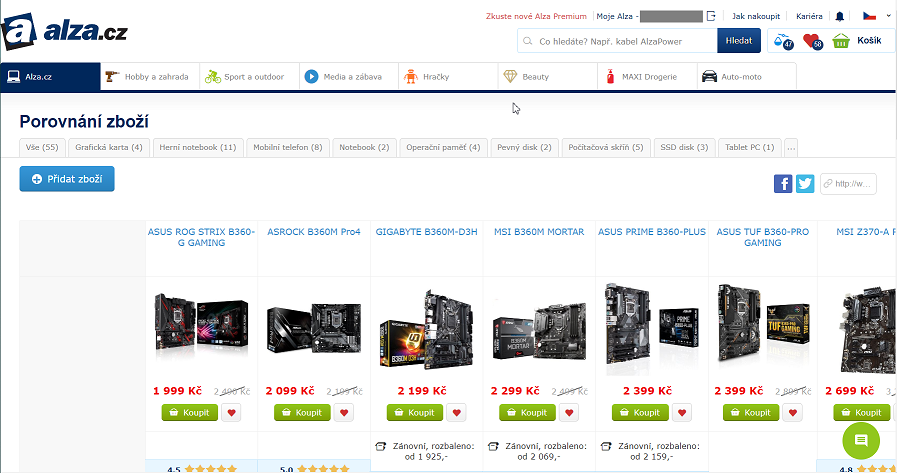 Zkuste nové Alza Premium
Moje Alza -
Jak nakoupit
Kariéra
alza.cz
Co hledáte? Např. kabel AlzaPower
Hledat
47
58
Košík
Alza.cz
Hobby a zahrada
Sport a outdoor
Media a zábava
Hračky
Beauty
MAXI Drogerie
Auto-moto
Porovnání zboží
Vše (55)
Grafická karta (4)
Herní notebook (11)
Mobilní telefon (8)
Notebook (2)
Operační paměť (4)
Pevný disk (2)
Počítačová skříň (5)
SSD disk (3)
Tablet PC (1)
...
Přidat zboží
http://w...
ASUS ROG STRIX B360-
G GAMING
ASROCK B360M Pro4
GIGABYTE B360M-D3H
MSI B360M MORTAR
ASUS PRIME B360-PLUS
ASUS TUF B360-PRO
GAMING
MSI Z370-A
GIGABYTE
B360M D3H
MORTAR
PRIME
TUF
GAMING
1 999 Kč
2 490 Kč
2 099 Kč
2 199 Kč
2 199 Kč
2 299 Kč
2 499 Kč
2 399 Kč
2 399 Kč
2 899 Kč
2 699 Kč
Koupit
Koupit
Koupit
Koupit
Koupit
Koupit
Koupit
Zánovní, rozbaleno:
od 1 925,-
Zánovní, rozbaleno:
od 2 069,-
Zánovní, rozbaleno:
od 2 159,-
4.5
5.0
4.8